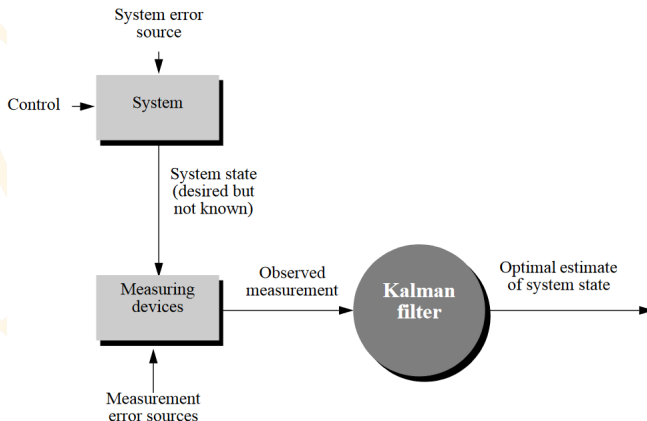 System error
source
Control
System
System state
(desired but
not known)
Measuring
devices
Observed
measurement
Kalman
filter
Optimal estimate
of system state
Measurement
error sources